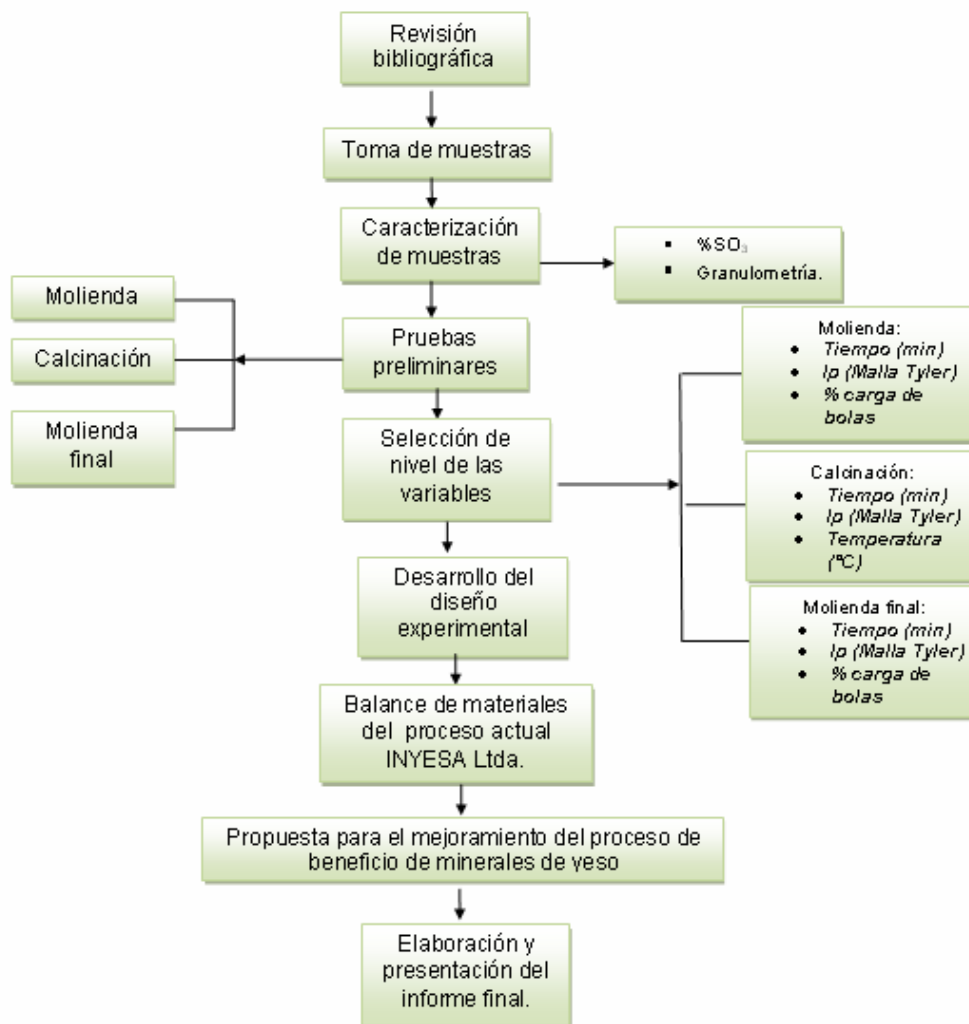 Revisión
bibliográfica
Toma de muestras
Caracterización
de muestras
▪ %SO₃
▪ Granulometría.
Molienda
Calcinación
Molienda
final
Pruebas
preliminares
Selección de
nivel de las
variables
Molienda:
• Tiempo (min)
• Ip (Malla Tyler)
• % carga de
bolas
Calcinación:
• Tiempo (min)
• Ip (Malla Tyler)
• Temperatura
(ºC)
Molienda final:
• Tiempo (min)
• Ip (Malla Tyler)
• % carga de
bolas
Desarrollo del
diseño
experimental
Balance de materiales
del proceso actual
INYESA Ltda.
Propuesta para el mejoramiento del proceso de
beneficio de minerales de yeso
Elaboración y
presentación del
informe final.